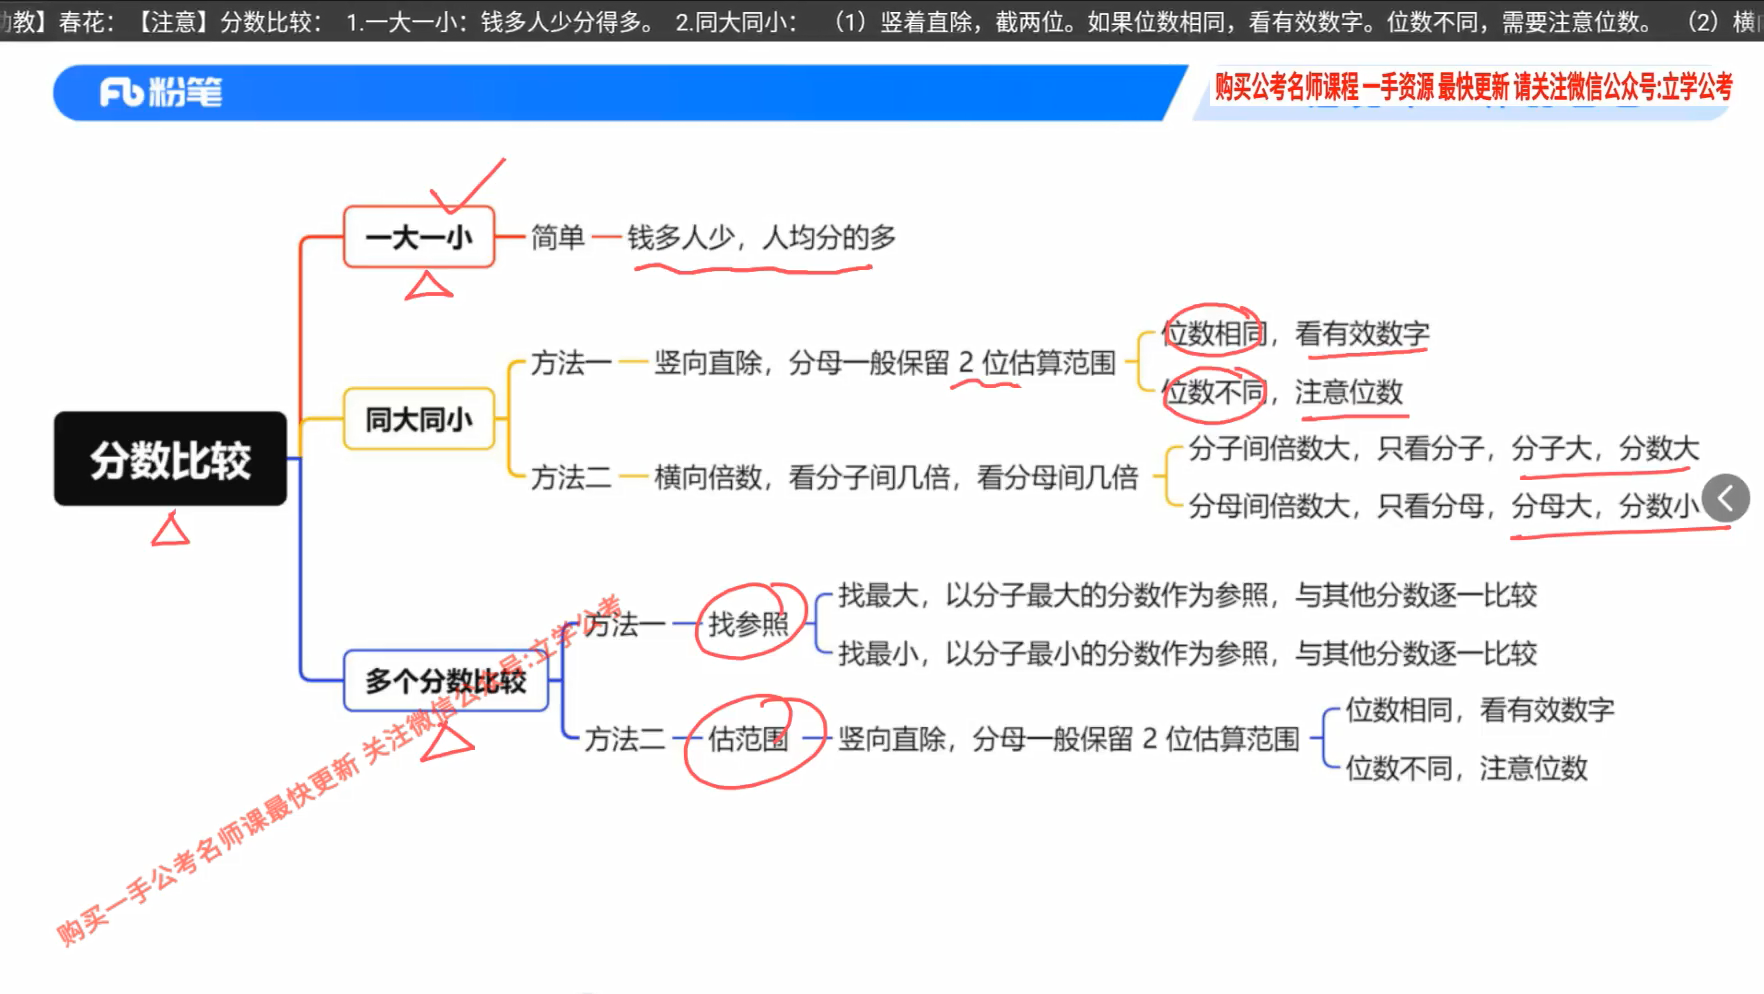 教】春花：【注意】分数比较： 1.一大一小：钱多人少分得多。 2.同大同小： （1）竖着直除，截两位。如果位数相同，看有效数字。位数不同，需要注意位数。 （2）横
粉笔
购买公考名师课程 一手资源 最快更新 请关注微信公众号:立学公考
分数比较
一大一小
简单
钱多人少，人均分的多
同大同小
方法一
竖向直除，分母一般保留 2 位估算范围
位数相同，看有效数字
位数不同，注意位数
方法二
横向倍数，看分子间几倍，看分母间几倍
分子间倍数大，只看分子，分子大，分数大
分母间倍数大，只看分母，分母大，分数小
多个分数比较
方法一
找参照
找最大，以分子最大的分数作为参照，与其他分数逐一比较
找最小，以分子最小的分数作为参照，与其他分数逐一比较
方法二
估范围
竖向直除，分母一般保留 2 位估算范围
位数相同，看有效数字
位数不同，注意位数
购买一手公考名师课最快更新 关注微信公众号:立学公考